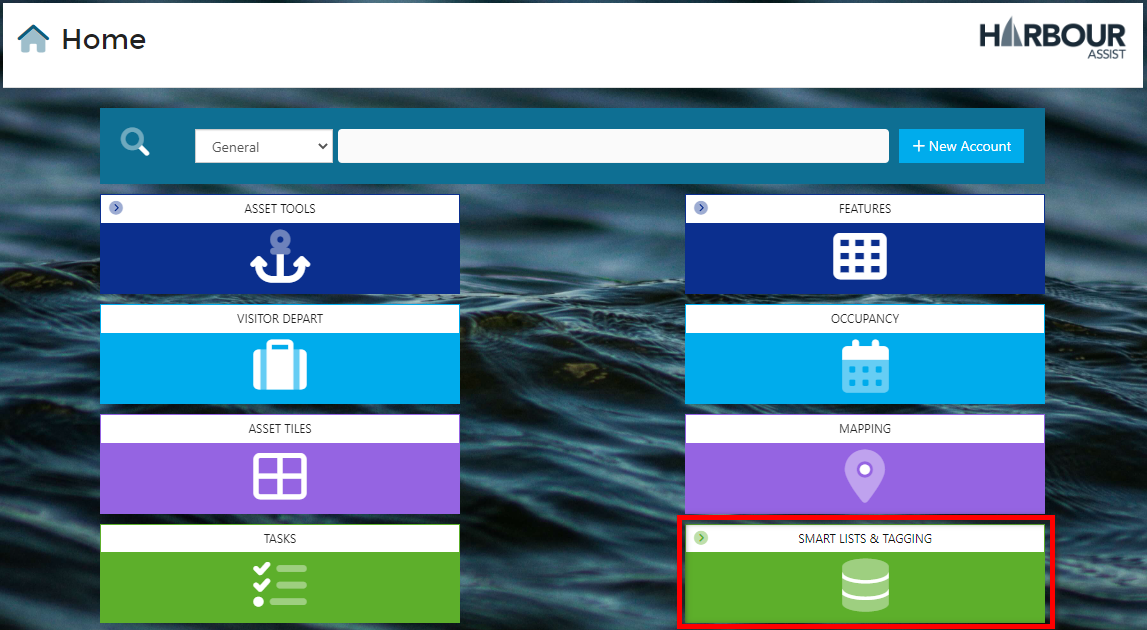 Home
HARBOUR
ASSIST
General
+ New Account
ASSET TOOLS
FEATURES
VISITOR DEPART
OCCUPANCY
ASSET TILES
MAPPING
TASKS
SMART LISTS & TAGGING